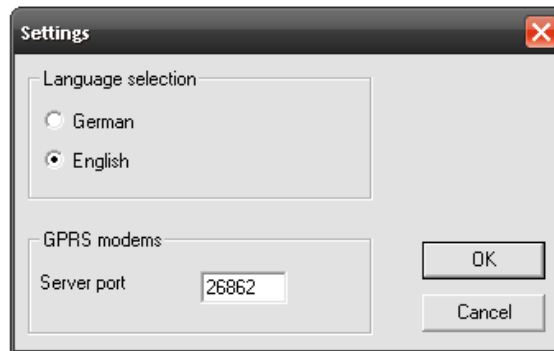 Settings
Language selection
German
English
GPRS modems
Server port 26862
OK
Cancel